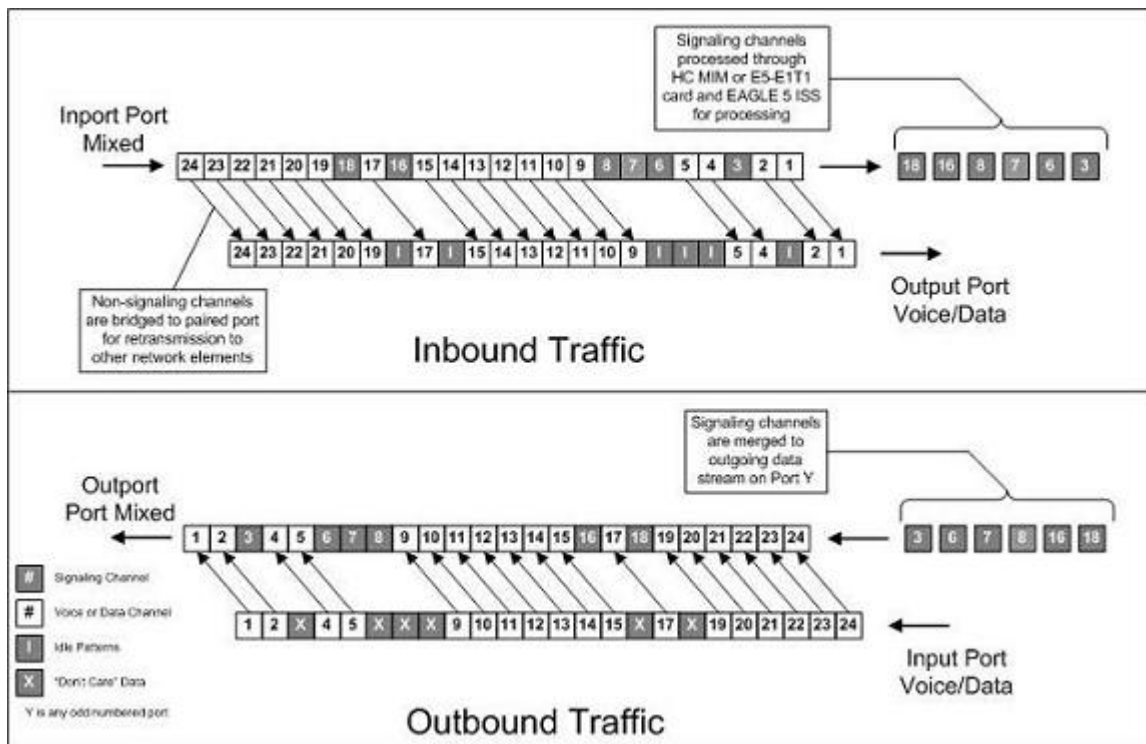 Signaling channels
processed through
HC MIM or E5-E1T1
card and EAGLE 5 ISS
for processing
Inport Port
Mixed
24 23 22 21 20 19 18 17 16 15 14 13 12 11 10 9 8 7 6 5 4 3 2 1
18 16 8 7 6 3
24 23 22 21 20 19 I 17 I 15 14 13 12 11 10 9 I I I 5 4 I 2 1
Output Port
Voice/Data
Non-signaling channels
are bridged to paired port
for retransmission to
other network elements
Inbound Traffic
Signaling channels
are merged to
outgoing data
stream on Port Y
Outport
Port Mixed
1 2 3 4 5 6 7 8 9 10 11 12 13 14 15 16 17 18 19 20 21 22 23 24
3 6 7 8 16 18
# Signaling Channel
# Voice or Data Channel
I Idle Patterns
X "Don't Care" Data
Y is any odd-numbered port
1 2 X 4 5 X X X 9 10 11 12 13 14 15 X 17 X 19 20 21 22 23 24
Input Port
Voice/Data
Outbound Traffic